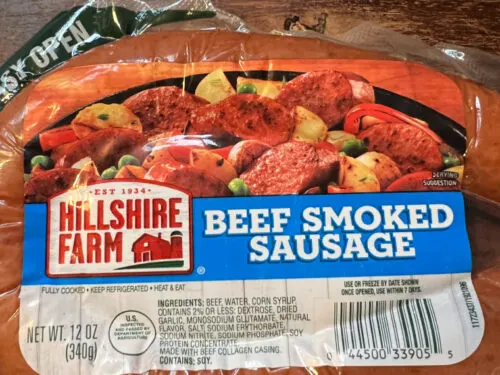 SY OPEN
SERVING
SUGGESTION
• EST 1934 •
HILLSHIRE
FARM
®
BEEF SMOKED
SAUSAGE
FULLY COOKED • KEEP REFRIGERATED • HEAT & EAT
USE OR FREEZE BY DATE SHOWN
ONCE OPENED, USE WITHIN 7 DAYS.
NET WT. 12 OZ
(340g)
U.S.
INSPECTED
AND PASSED BY
DEPARTMENT OF
AGRICULTURE
INGREDIENTS: BEEF, WATER, CORN SYRUP,
CONTAINS 2% OR LESS: DEXTROSE, DRIED
GARLIC, MONOSODIUM GLUTAMATE, NATURAL
FLAVOR, SALT, SODIUM ERYTHORBATE,
SODIUM NITRITE, SODIUM PHOSPHATE, SOY
PROTEIN CONCENTRATE.
MADE WITH BEEF COLLAGEN CASING.
CONTAINS: SOY.
0 44500 33905 5